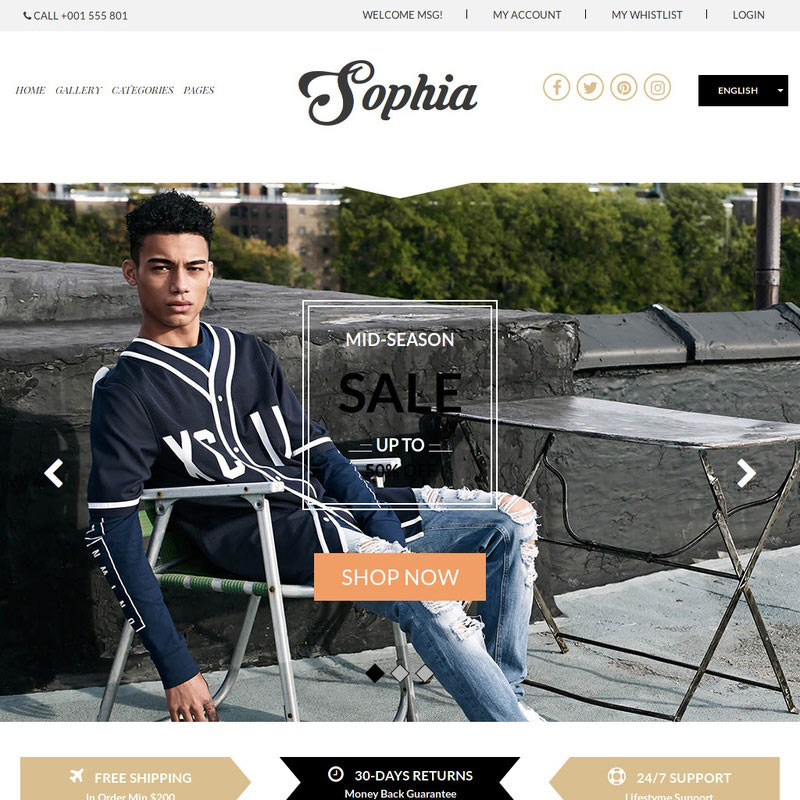 CALL +001 555 801
WELCOME MSG!
MY ACCOUNT
MY WHISTLIST
LOGIN
HOME GALLERY CATEGORIES PAGES
Sophia
ENGLISH
MID-SEASON
SALE
UP TO
50% OFF
SHOP NOW
FREE SHIPPING
In Order Min $200
30-DAYS RETURNS
Money Back Guarantee
24/7 SUPPORT
Lifestyme Support